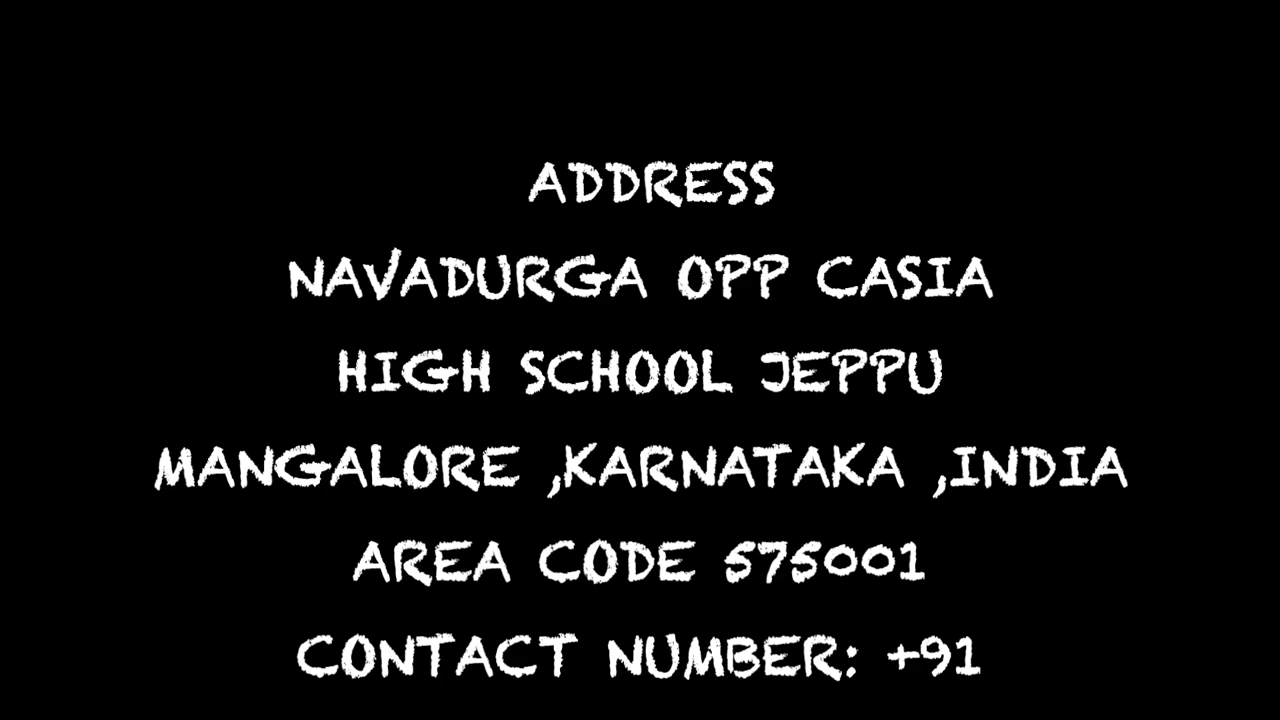 ADDRESS
NAVADURGA OPP CASIA
HIGH SCHOOL JEPPU
MANGALORE ,KARNATAKA ,INDIA
AREA CODE 575001
CONTACT NUMBER: +91